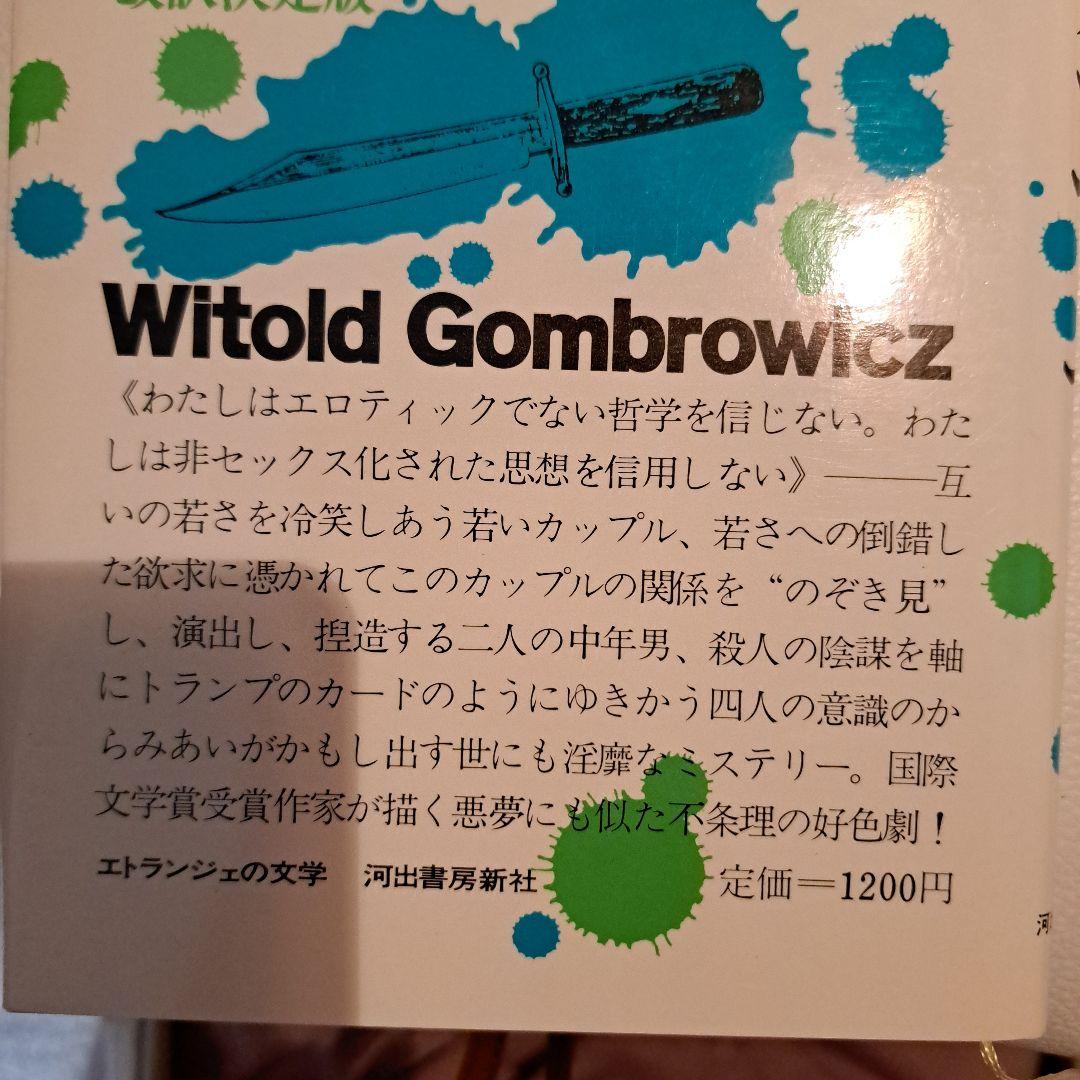 改訳決定版
Witold Gombrowicz
《わたしはエロティックでない哲学を信じない。わた
しは非セックス化された思想を信用しない》――互
いの若さを冷笑しあう若いカップル、若さへの倒錯し
た欲求に憑かれてこのカップルの関係を“のぞき見”
し、演出し、捏造する二人の中年男、殺人の陰謀を軸
にトランプのカードのようにゆきかう四人の意識のか
らみあいがかもし出す世にも淫靡なミステリー。国際
文学賞受賞作家が描く悪夢にも似た不条理の好色劇！
エトランジェの文学 河出書房新社
定価＝1200円